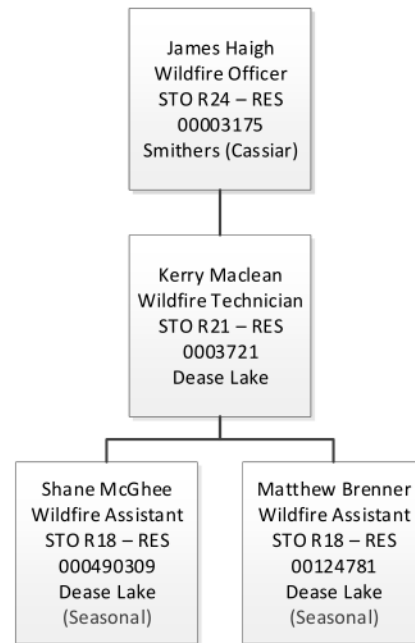 James Haigh
Wildfire Officer
STO R24 – RES
00003175
Smithers (Cassiar)
Kerry Maclean
Wildfire Technician
STO R21 – RES
0003721
Dease Lake
Shane McGhee
Wildfire Assistant
STO R18 – RES
000490309
Dease Lake
(Seasonal)
Matthew Brenner
Wildfire Assistant
STO R18 – RES
00124781
Dease Lake
(Seasonal)